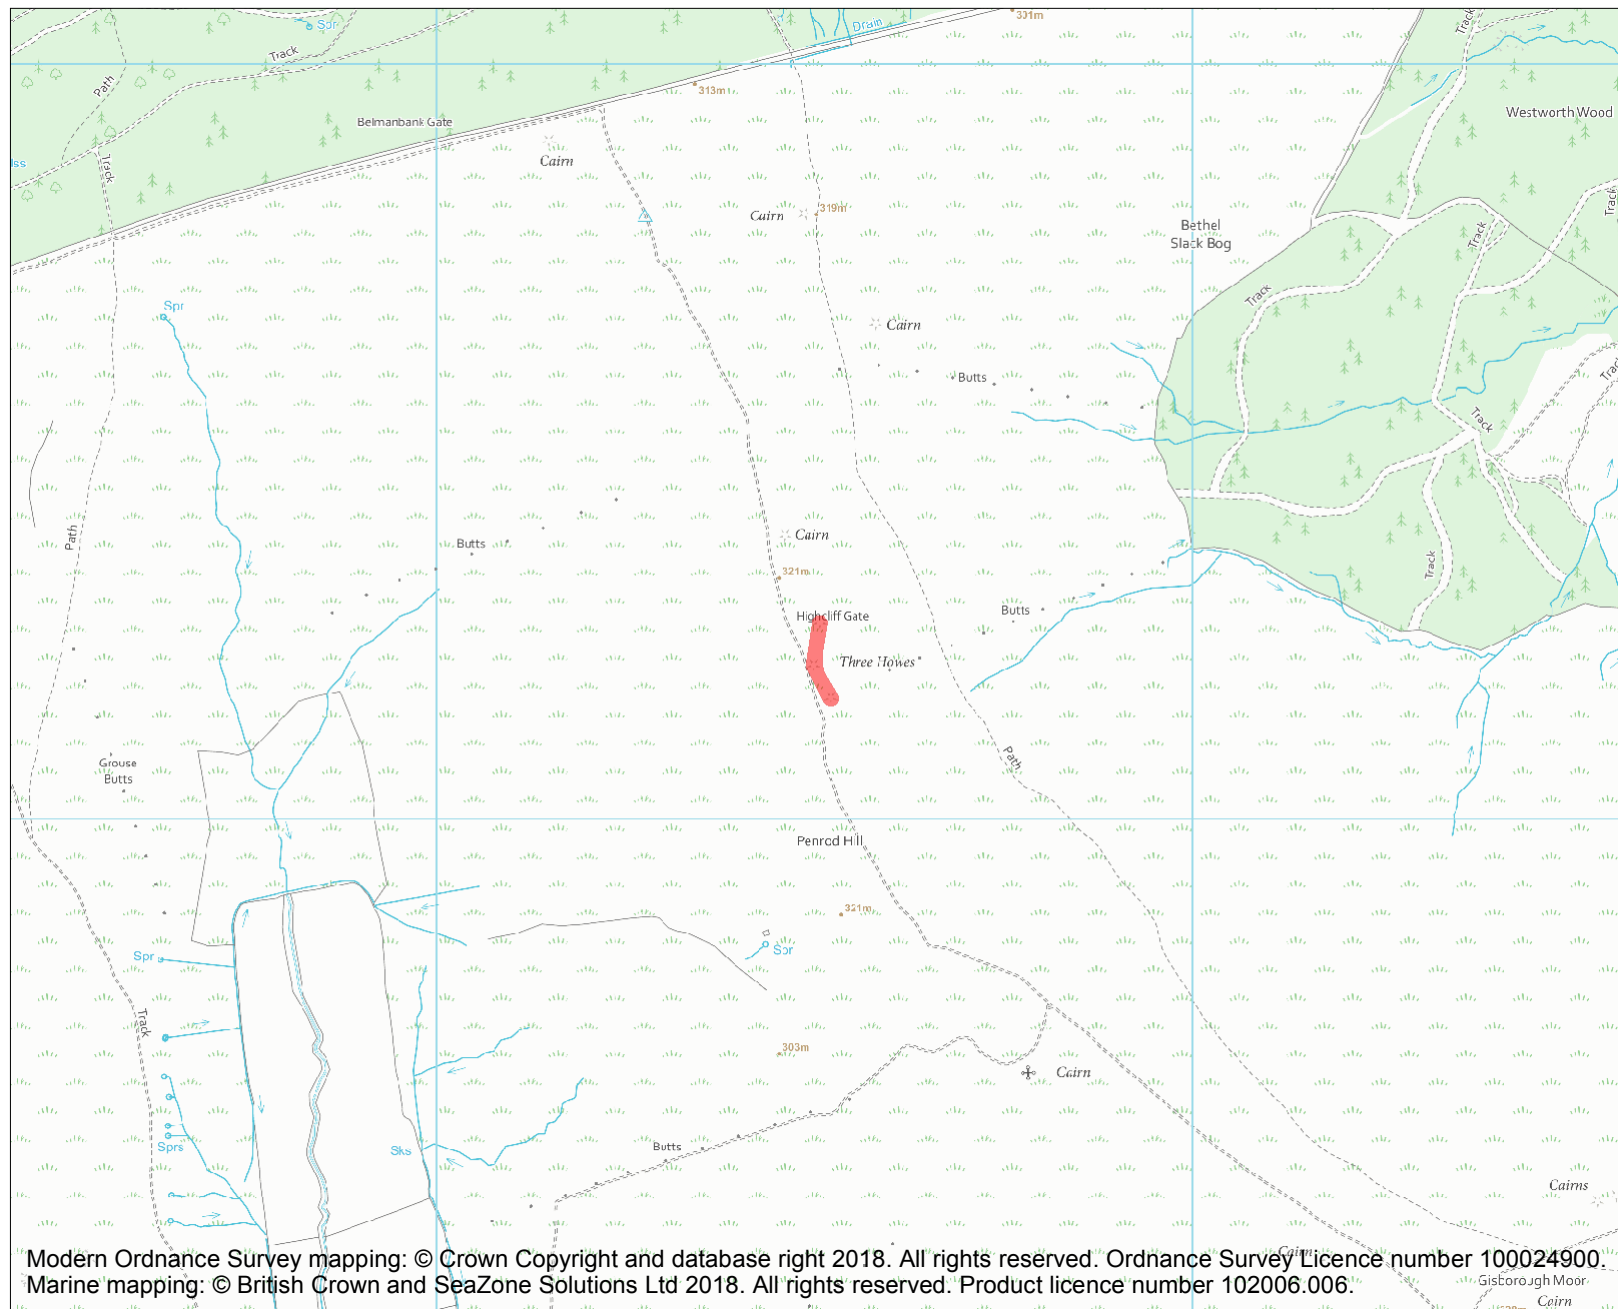 331m
Spr
Drain
Track
Track
Path
313m
Westworth Wood
Belmanbank Gate
Cairn
Track
Track
Cairn
319m
Bethel
Slack Bog
Track
Track
Spr
Cairn
Butts
Track
Path
Butts
Cairn
Track
321m
Highcliff Gate
Butts
Three Howes
Path
Grouse
Butts
Penrod Hill
321m
Spr
Spr
Track
303m
Cairn
Sprs
Sks
Butts
Cairns
Cairn
Modern Ordnance Survey mapping: © Crown Copyright and database right 2018. All rights reserved. Ordnance Survey Licence number 100024900.
Marine mapping: © British Crown and SeaZone Solutions Ltd 2018. All rights reserved. Product licence number 102006.006.
Gisborough Moor
Cairn